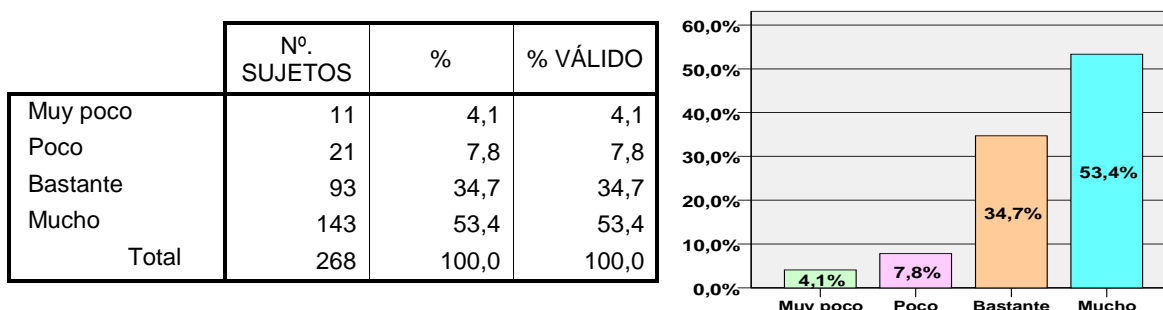 Nº. SUJETOS % % VÁLIDO
Muy poco 11 4,1 4,1
Poco 21 7,8 7,8
Bastante 93 34,7 34,7
Mucho 143 53,4 53,4
Total 268 100,0 100,0
60,0%
50,0%
40,0%
30,0%
20,0%
10,0%
0,0%
4,1%
7,8%
34,7%
53,4%
Muy poco Poco Bastante Mucho